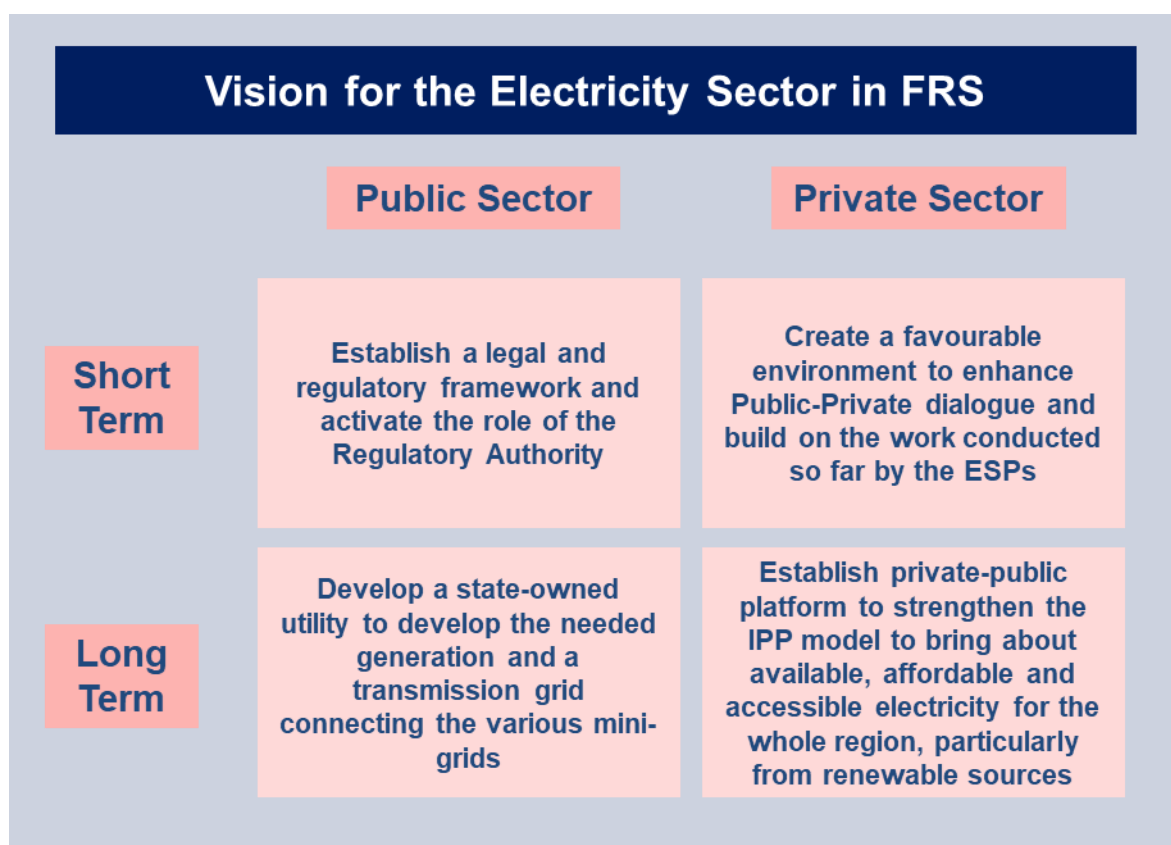 Vision for the Electricity Sector in FRS
Public Sector
Private Sector
Short
Term
Establish a legal and
regulatory framework and
activate the role of the
Regulatory Authority
Create a favourable
environment to enhance
Public-Private dialogue and
build on the work conducted
so far by the ESPs
Long
Term
Develop a state-owned
utility to develop the needed
generation and a
transmission grid
connecting the various mini-
grids
Establish private-public
platform to strengthen the
IPP model to bring about
available, affordable and
accessible electricity for the
whole region, particularly
from renewable sources